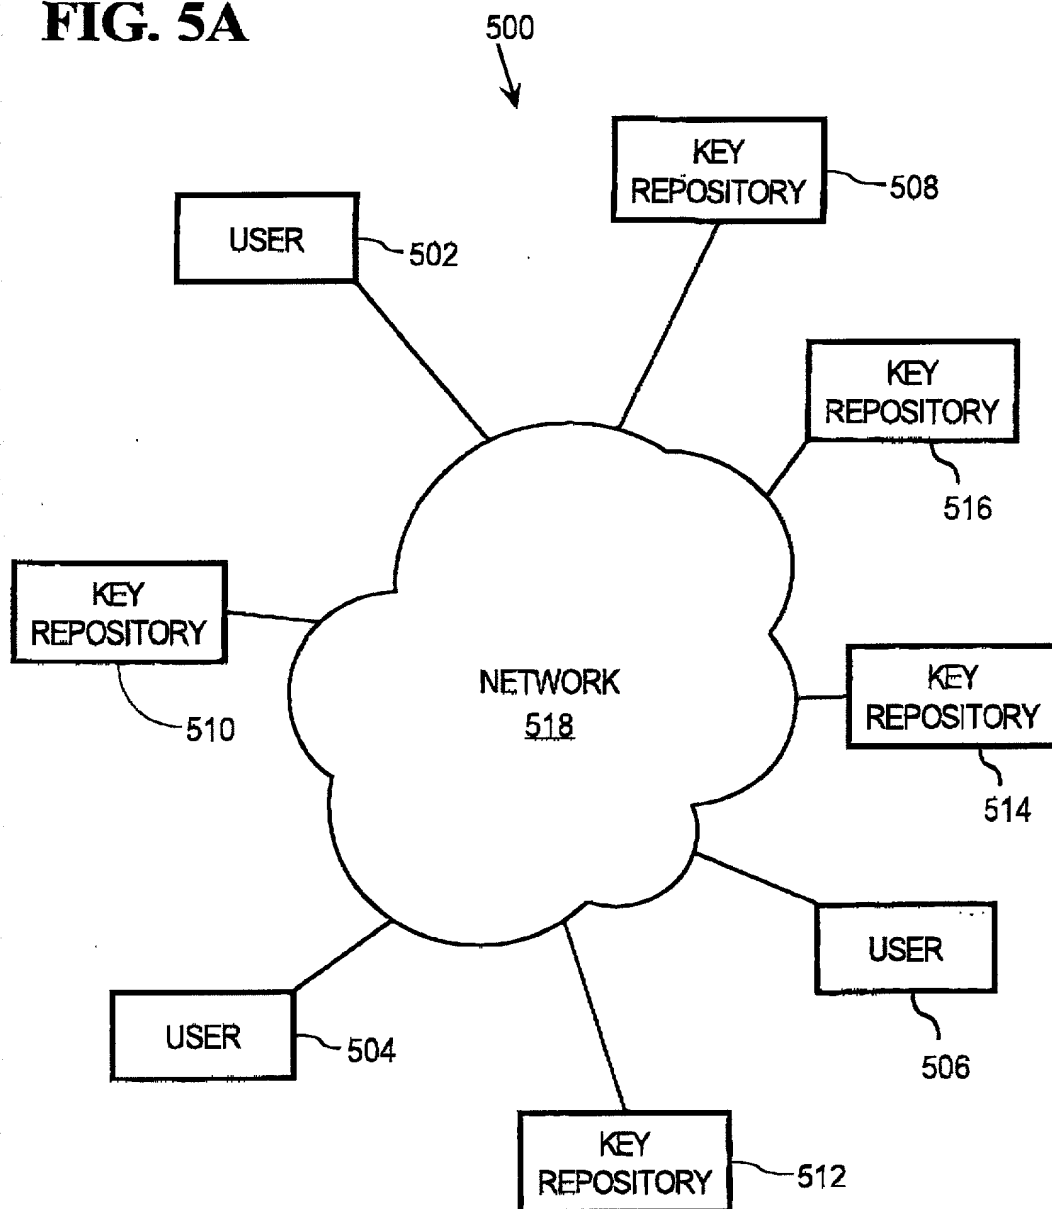 FIG. 5A
500
KEY
REPOSITORY
508
USER
502
KEY
REPOSITORY
516
KEY
REPOSITORY
510
NETWORK
518
KEY
REPOSITORY
514
USER
506
USER
504
KEY
REPOSITORY
512